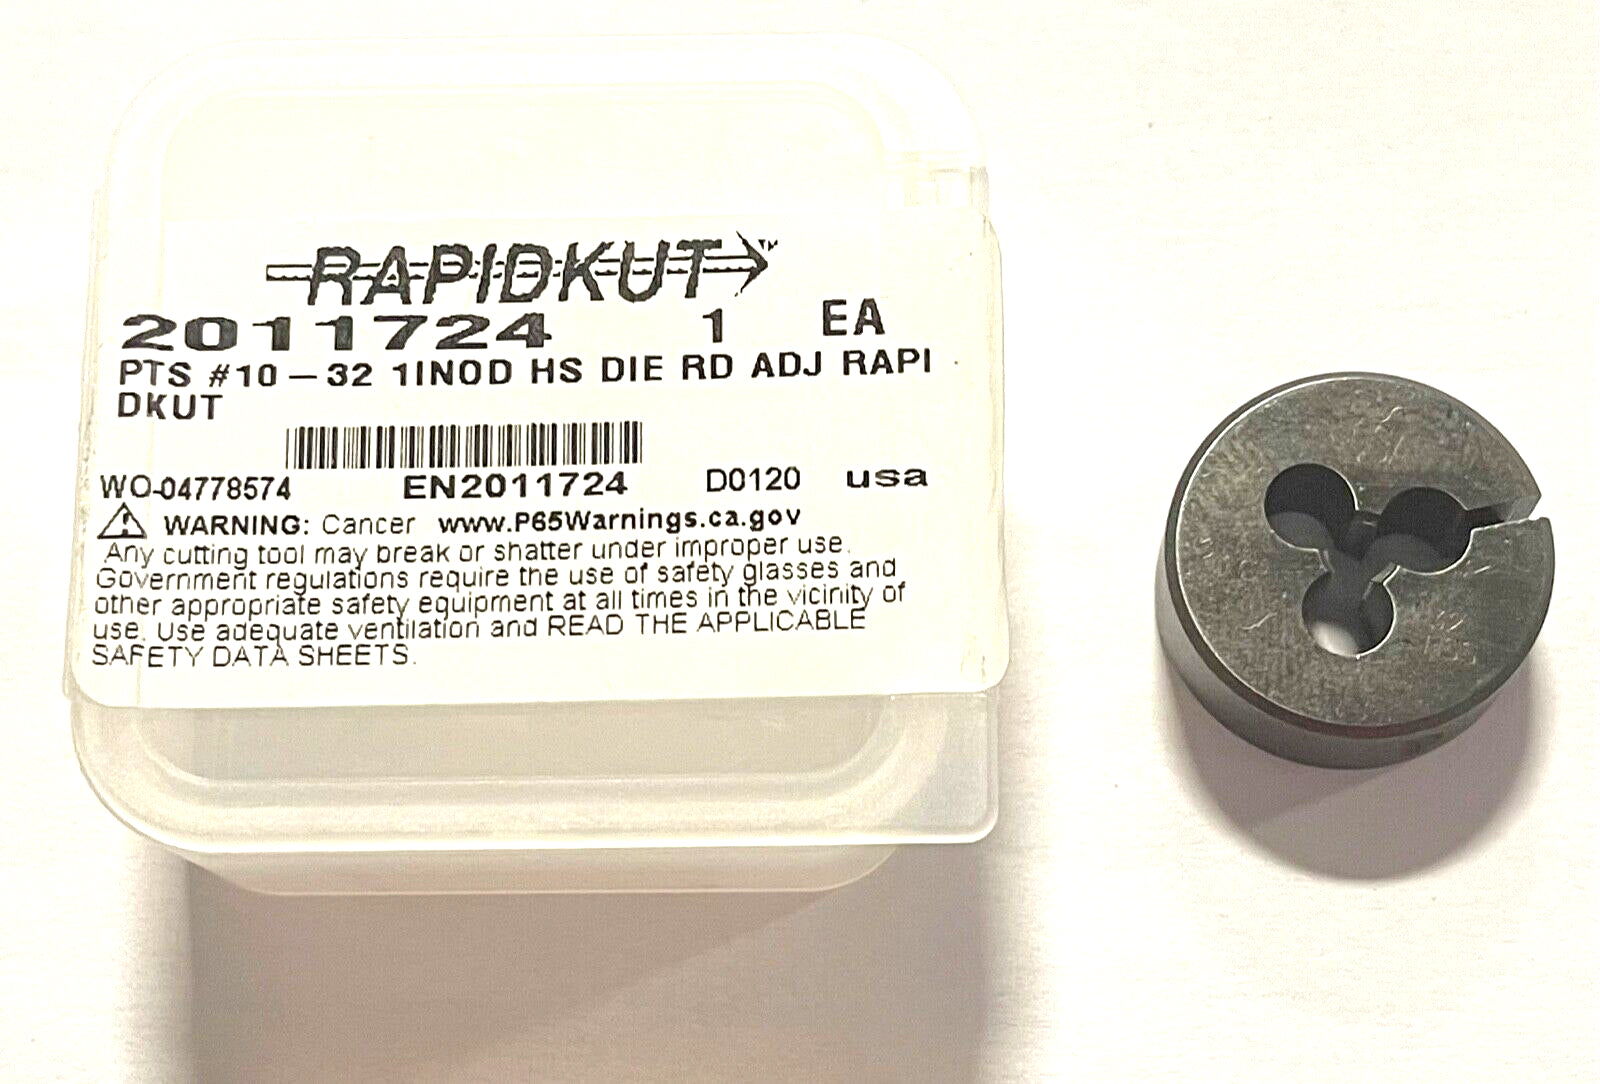 RAPIDKUT™
2011724 1 EA
PTS #10-32 1INOD HS DIE RD ADJ RAPI
DKUT
WO-04778574 EN2011724 D0120 usa
WARNING: Cancer www.P65Warnings.ca.gov
Any cutting tool may break or shatter under improper use.
Government regulations require the use of safety glasses and
other appropriate safety equipment at all times in the vicinity of
use. Use adequate ventilation and READ THE APPLICABLE
SAFETY DATA SHEETS.